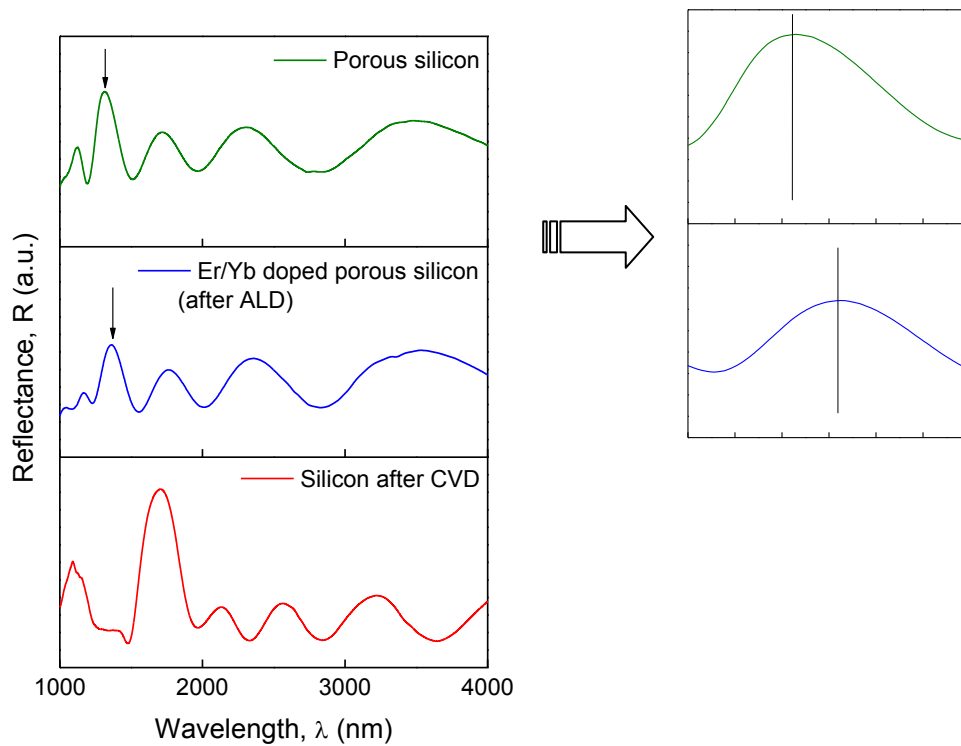 Porous silicon
Er/Yb doped porous silicon
(after ALD)
Silicon after CVD
Reflectance, R (a.u.)
1000 2000 3000 4000
Wavelength, λ (nm)